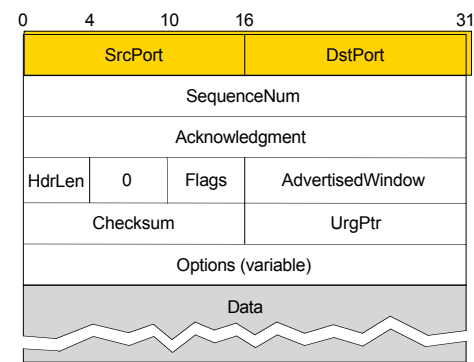 0 4 10 16 31
SrcPort DstPort
SequenceNum
Acknowledgment
HdrLen 0 Flags AdvertisedWindow
Checksum UrgPtr
Options (variable)
Data